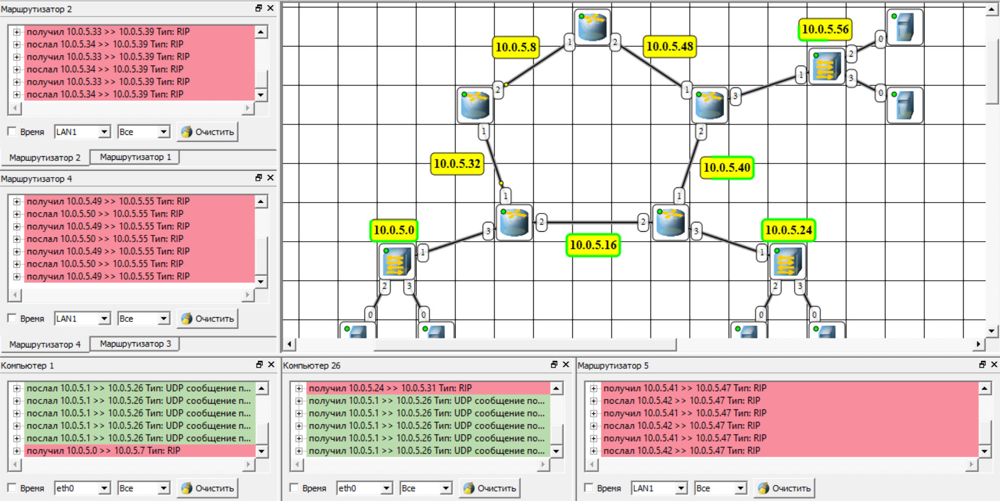 Маршрутизатор 2
получил 10.0.5.33 >> 10.0.5.39 Тип: RIP
послал 10.0.5.34 >> 10.0.5.39 Тип: RIP
получил 10.0.5.33 >> 10.0.5.39 Тип: RIP
послал 10.0.5.34 >> 10.0.5.39 Тип: RIP
получил 10.0.5.33 >> 10.0.5.39 Тип: RIP
послал 10.0.5.34 >> 10.0.5.39 Тип: RIP
Время LAN1 Все Очистить
Маршрутизатор 2 Маршрутизатор 1
Маршрутизатор 4
получил 10.0.5.49 >> 10.0.5.55 Тип: RIP
послал 10.0.5.50 >> 10.0.5.55 Тип: RIP
получил 10.0.5.49 >> 10.0.5.55 Тип: RIP
послал 10.0.5.50 >> 10.0.5.55 Тип: RIP
получил 10.0.5.49 >> 10.0.5.55 Тип: RIP
послал 10.0.5.50 >> 10.0.5.55 Тип: RIP
получил 10.0.5.49 >> 10.0.5.55 Тип: RIP
Время LAN1 Все Очистить
Маршрутизатор 4 Маршрутизатор 3
10.0.5.56
0
10.0.5.8 1 2 10.0.5.48
2
1
3
2 1 3 0
1 2
10.0.5.32 10.0.5.40
1 1
10.0.5.0 3 2 2 3 10.0.5.24
10.0.5.16
1 1
2 3 2 3
0 0 0 0
Компьютер 1
послал 10.0.5.1 >> 10.0.5.26 Тип: UDP сообщение п...
послал 10.0.5.1 >> 10.0.5.26 Тип: UDP сообщение п...
послал 10.0.5.1 >> 10.0.5.26 Тип: UDP сообщение п...
послал 10.0.5.1 >> 10.0.5.26 Тип: UDP сообщение п...
послал 10.0.5.1 >> 10.0.5.26 Тип: UDP сообщение п...
получил 10.0.5.0 >> 10.0.5.7 Тип: RIP
Время eth0 Все Очистить
Компьютер 26
получил 10.0.5.24 >> 10.0.5.31 Тип: RIP
получил 10.0.5.1 >> 10.0.5.26 Тип: UDP сообщение по...
получил 10.0.5.1 >> 10.0.5.26 Тип: UDP сообщение по...
получил 10.0.5.1 >> 10.0.5.26 Тип: UDP сообщение по...
получил 10.0.5.1 >> 10.0.5.26 Тип: UDP сообщение по...
получил 10.0.5.1 >> 10.0.5.26 Тип: UDP сообщение по...
Время eth0 Все Очистить
Маршрутизатор 5
получил 10.0.5.41 >> 10.0.5.47 Тип: RIP
послал 10.0.5.42 >> 10.0.5.47 Тип: RIP
получил 10.0.5.41 >> 10.0.5.47 Тип: RIP
послал 10.0.5.42 >> 10.0.5.47 Тип: RIP
получил 10.0.5.41 >> 10.0.5.47 Тип: RIP
послал 10.0.5.42 >> 10.0.5.47 Тип: RIP
Время LAN1 Все Очистить